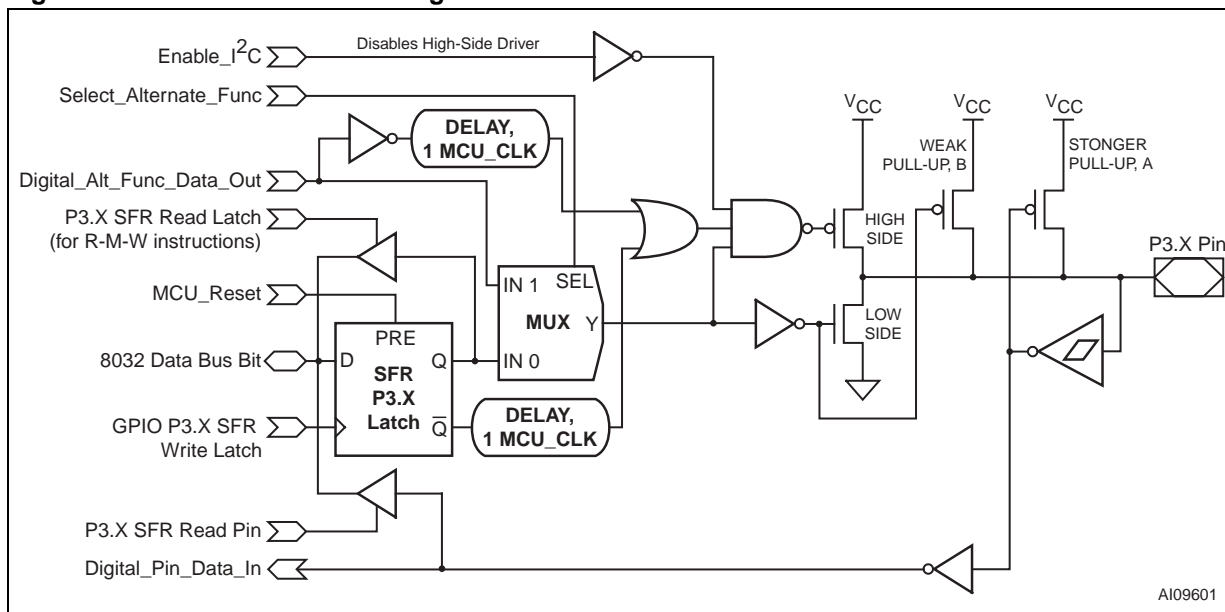 Enable_I2C
Disables High-Side Driver
Select_Alternate_Func
DELAY,
1 MCU_CLK
Digital_Alt_Func_Data_Out
P3.X SFR Read Latch
(for R-M-W instructions)
MCU_Reset
8032 Data Bus Bit
GPIO P3.X SFR
Write Latch
P3.X SFR Read Pin
Digital_Pin_Data_In
PRE
D
Q
SFR
P3.X
Latch
Q
DELAY,
1 MCU_CLK
IN 1
SEL
MUX
Y
IN 0
VCC
HIGH
SIDE
LOW
SIDE
VCC
WEAK
PULL-UP, B
VCC
STONGER
PULL-UP, A
P3.X Pin
AI09601